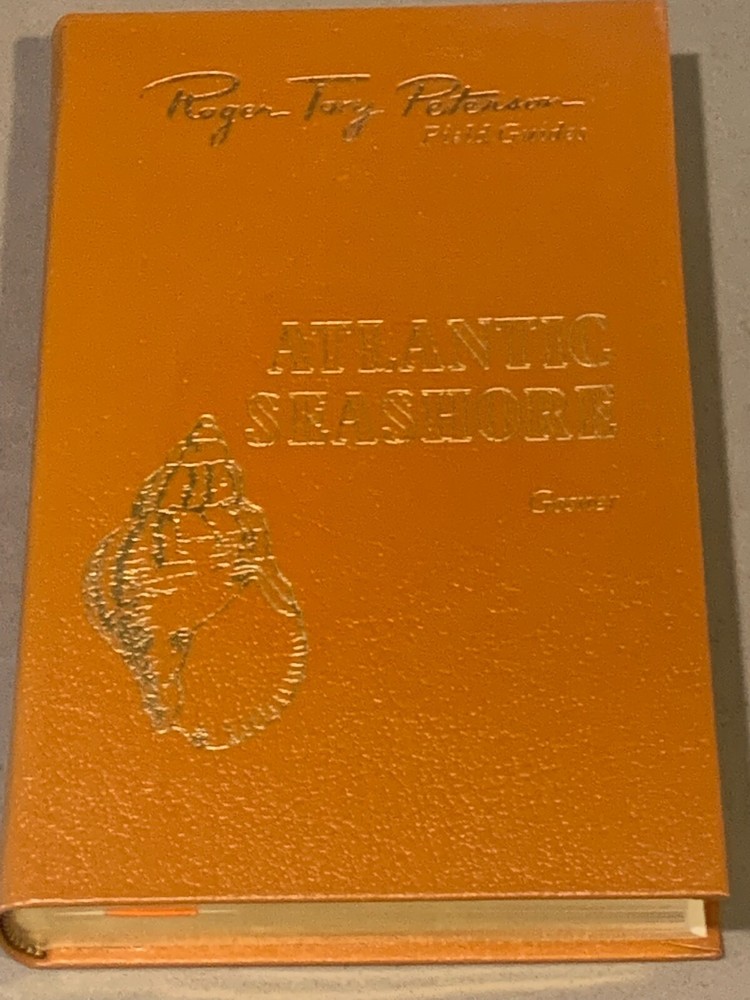 Roger Tory Peterson
Field Guides
ATLANTIC
SEASHORE
Gosner